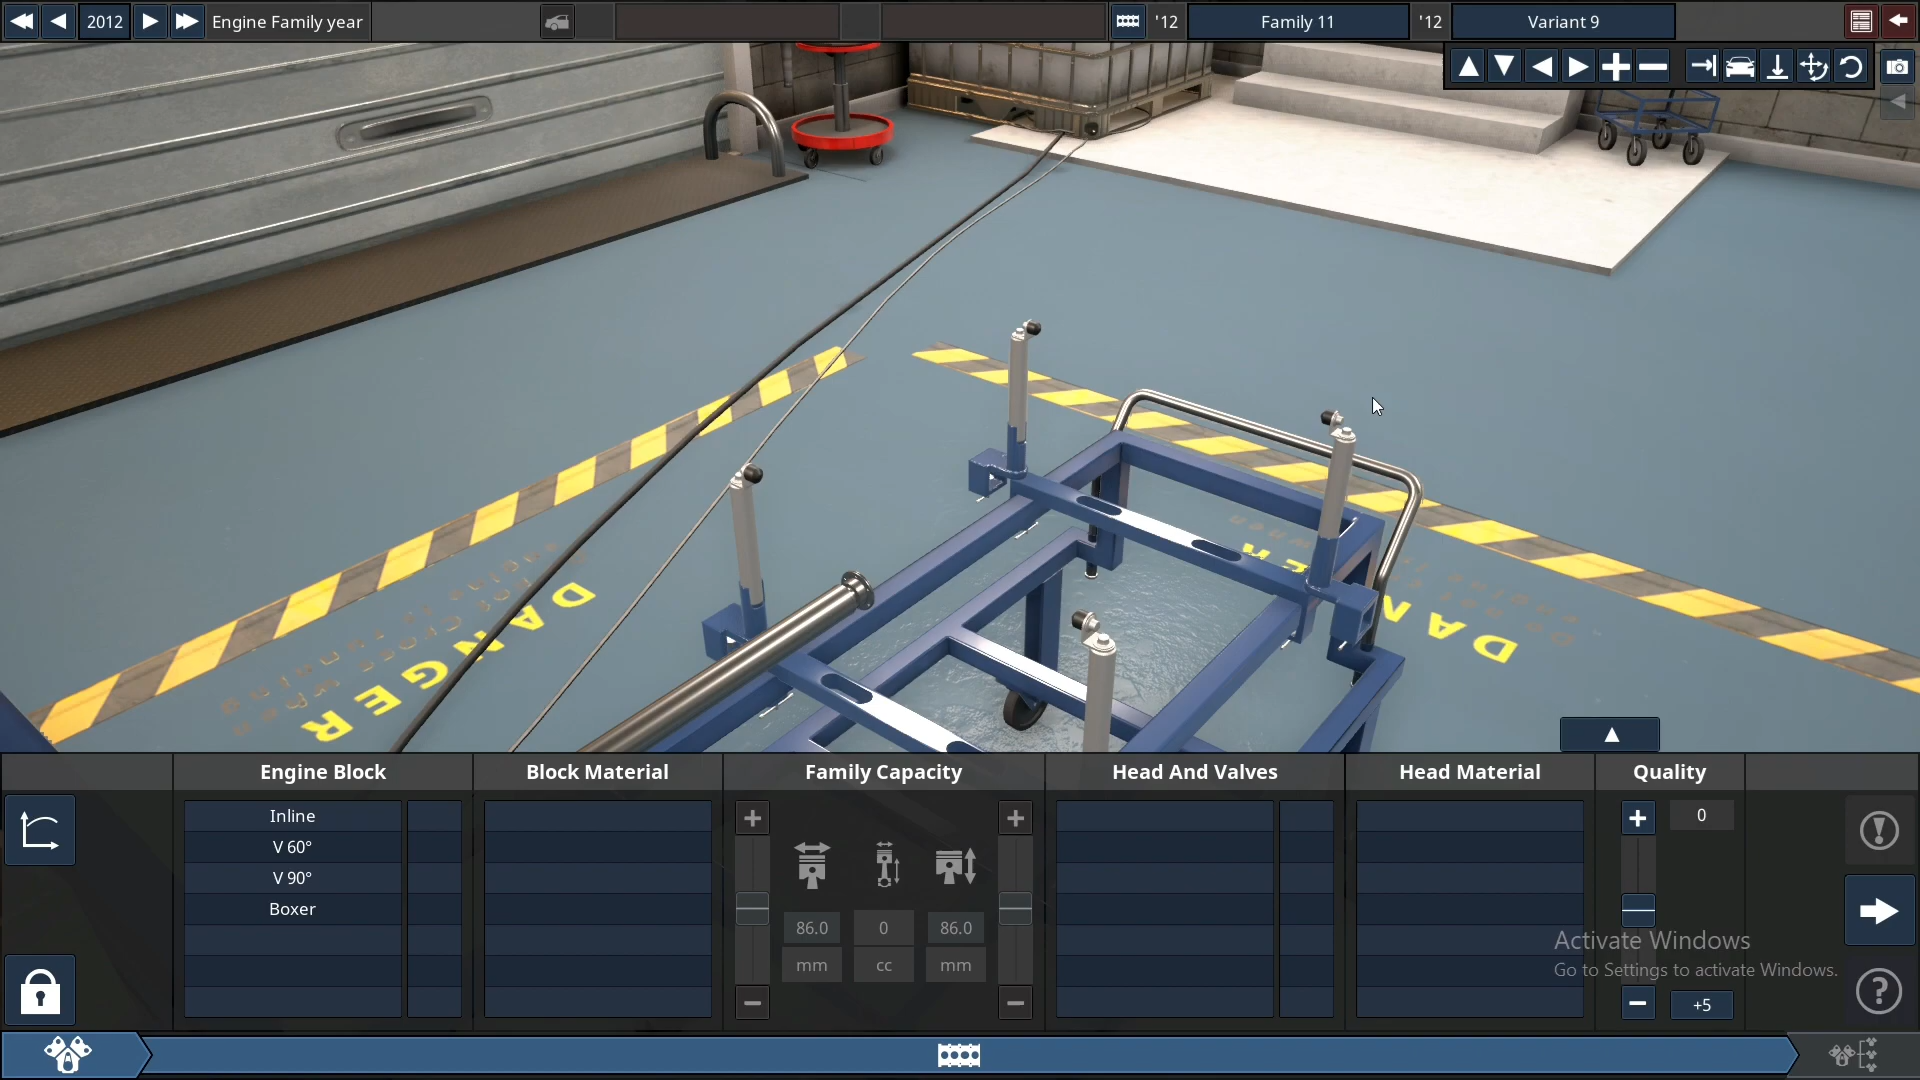 2012 Engine Family year '12 Family 11 '12 Variant 9
DANGER
DAN
Engine Block Block Material Family Capacity Head And Valves Head Material Quality
Inline
V 60°
V 90°
Boxer
86.0 0 86.0
mm cc mm
0
+5
Activate Windows
Go to Settings to activate Windows.